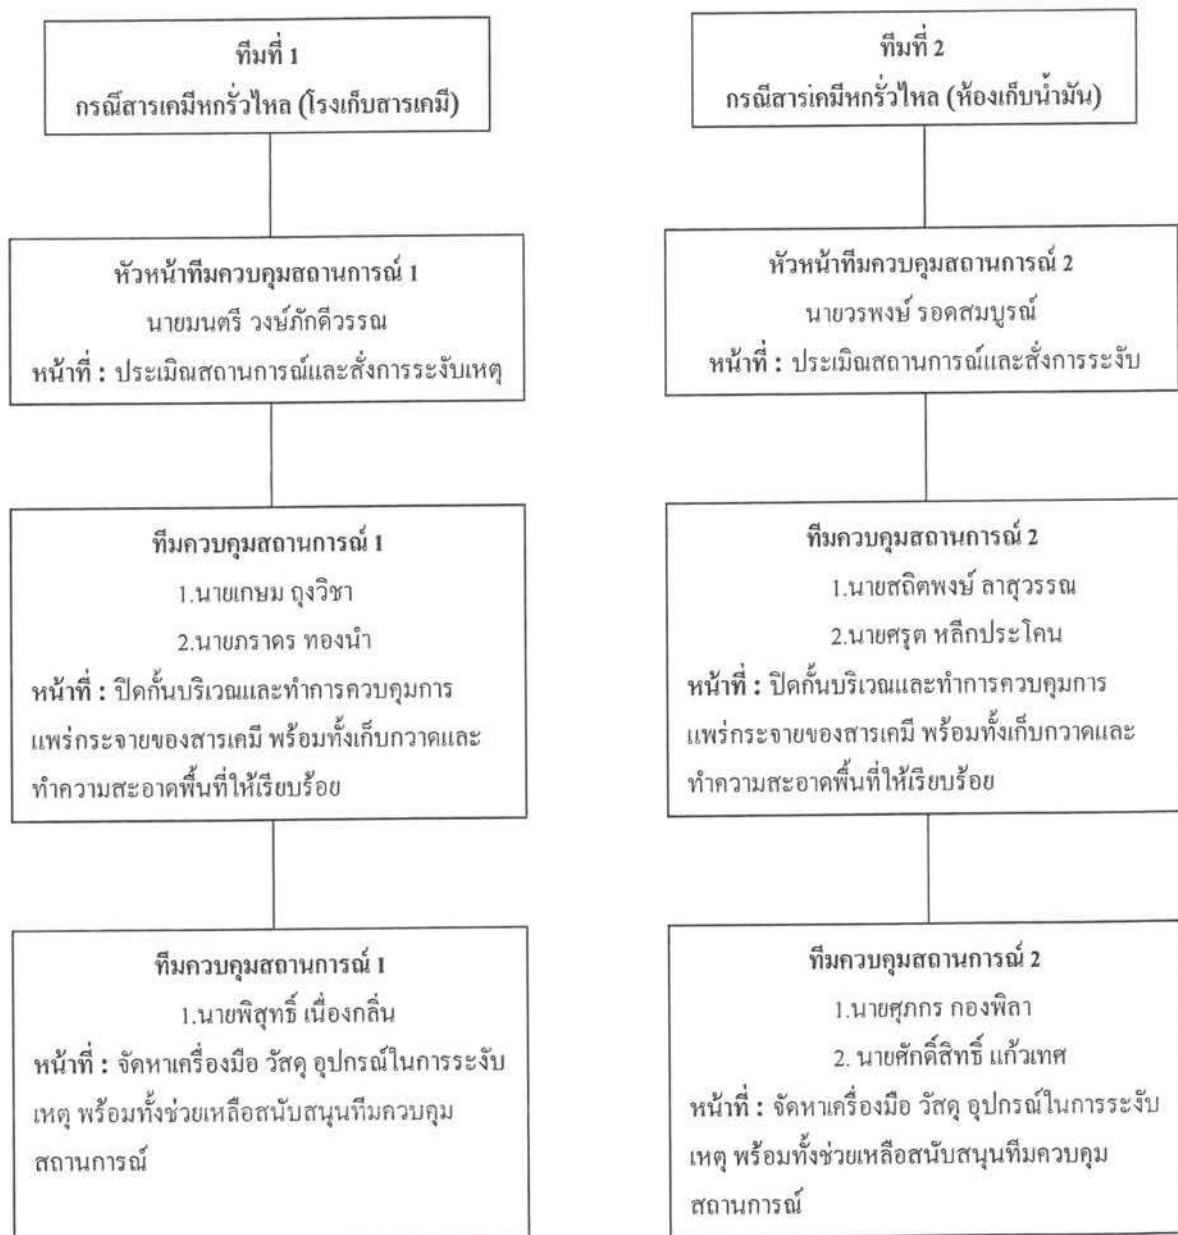 ทีมที่ 1
กรณีสารเคมีหกรั่วไหล (โรงเก็บสารเคมี)
หัวหน้าทีมควบคุมสถานการณ์ 1
นายมนตรี วงษ์ภักดีวรรณ
หน้าที่ : ประเมิณสถานการณ์และสั่งการระงับเหตุ
ทีมควบคุมสถานการณ์ 1
1.นายเกษม ถุงวิชา
2.นายภราดร ทองนำ
หน้าที่ : ปิดกั้นบริเวณและทำการควบคุมการ
แพร่กระจายของสารเคมี พร้อมทั้งเก็บกวาดและ
ทำความสะอาดพื้นที่ให้เรียบร้อย
ทีมควบคุมสถานการณ์ 1
1.นายพิสุทธิ์ เนื่องกลิ่น
หน้าที่ : จัดหาเครื่องมือ วัสดุ อุปกรณ์ในการระงับ
เหตุ พร้อมทั้งช่วยเหลือสนับสนุนทีมควบคุม
สถานการณ์
ทีมที่ 2
กรณีสารเคมีหกรั่วไหล (ห้องเก็บน้ำมัน)
หัวหน้าทีมควบคุมสถานการณ์ 2
นายวรพงษ์ รอดสมบูรณ์
หน้าที่ : ประเมิณสถานการณ์และสั่งการระงับ
ทีมควบคุมสถานการณ์ 2
1.นายสถิตพงษ์ ลาสุวรรณ
2.นายศรุต หลีกประโคน
หน้าที่ : ปิดกั้นบริเวณและทำการควบคุมการ
แพร่กระจายของสารเคมี พร้อมทั้งเก็บกวาดและ
ทำความสะอาดพื้นที่ให้เรียบร้อย
ทีมควบคุมสถานการณ์ 2
1.นายศุภกร กองพิลา
2. นายศักดิ์สิทธิ์ แก้วเทศ
หน้าที่ : จัดหาเครื่องมือ วัสดุ อุปกรณ์ในการระงับ
เหตุ พร้อมทั้งช่วยเหลือสนับสนุนทีมควบคุม
สถานการณ์